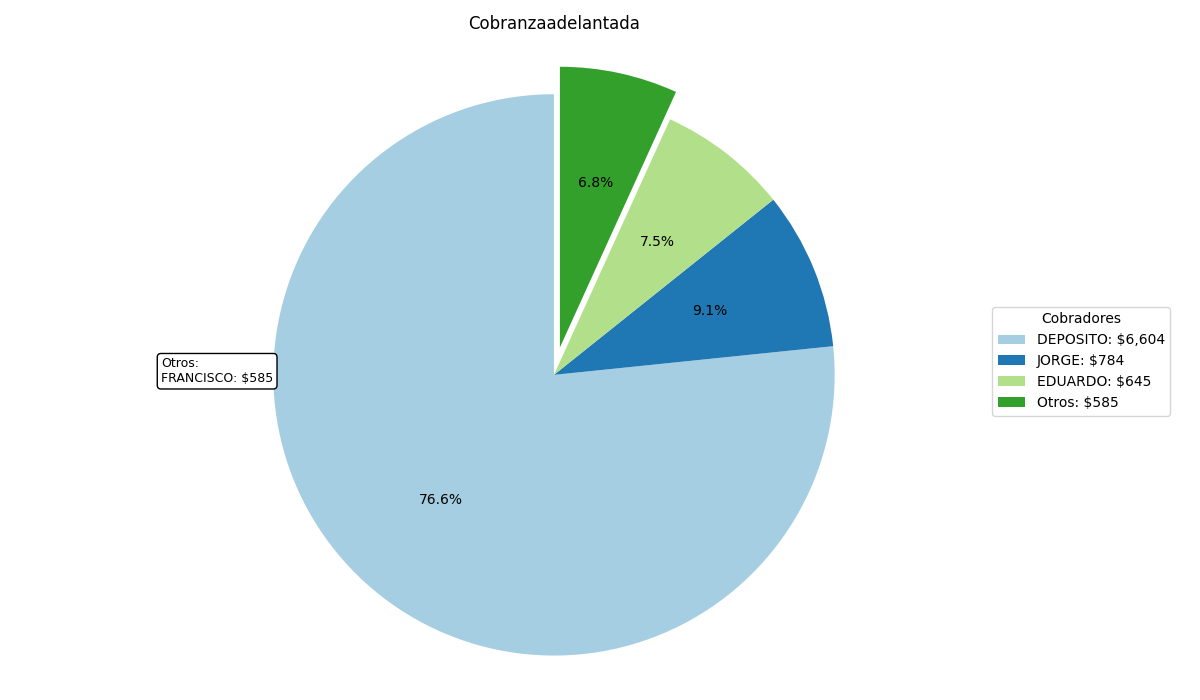 Cobranzaadelantada
6.8%
7.5%
9.1%
76.6%
Otros:
FRANCISCO: $585
Cobradores
DEPOSITO: $6,604
JORGE: $784
EDUARDO: $645
Otros: $585